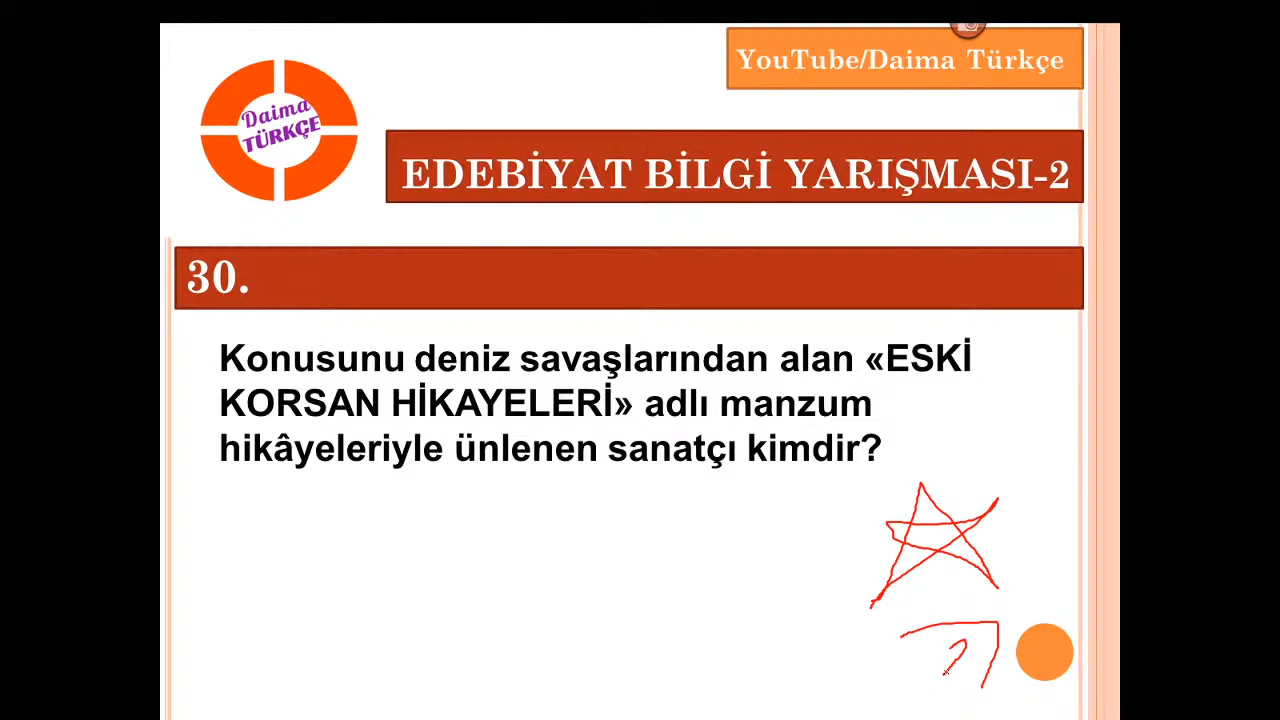 YouTube/Daima Türkçe
Daima
TÜRKÇE
EDEBİYAT BİLGİ YARIŞMASI-2
30.
Konusunu deniz savaşlarından alan «ESKİ
KORSAN HİKAYELERİ» adlı manzum
hikâyeleriyle ünlenen sanatçı kimdir?